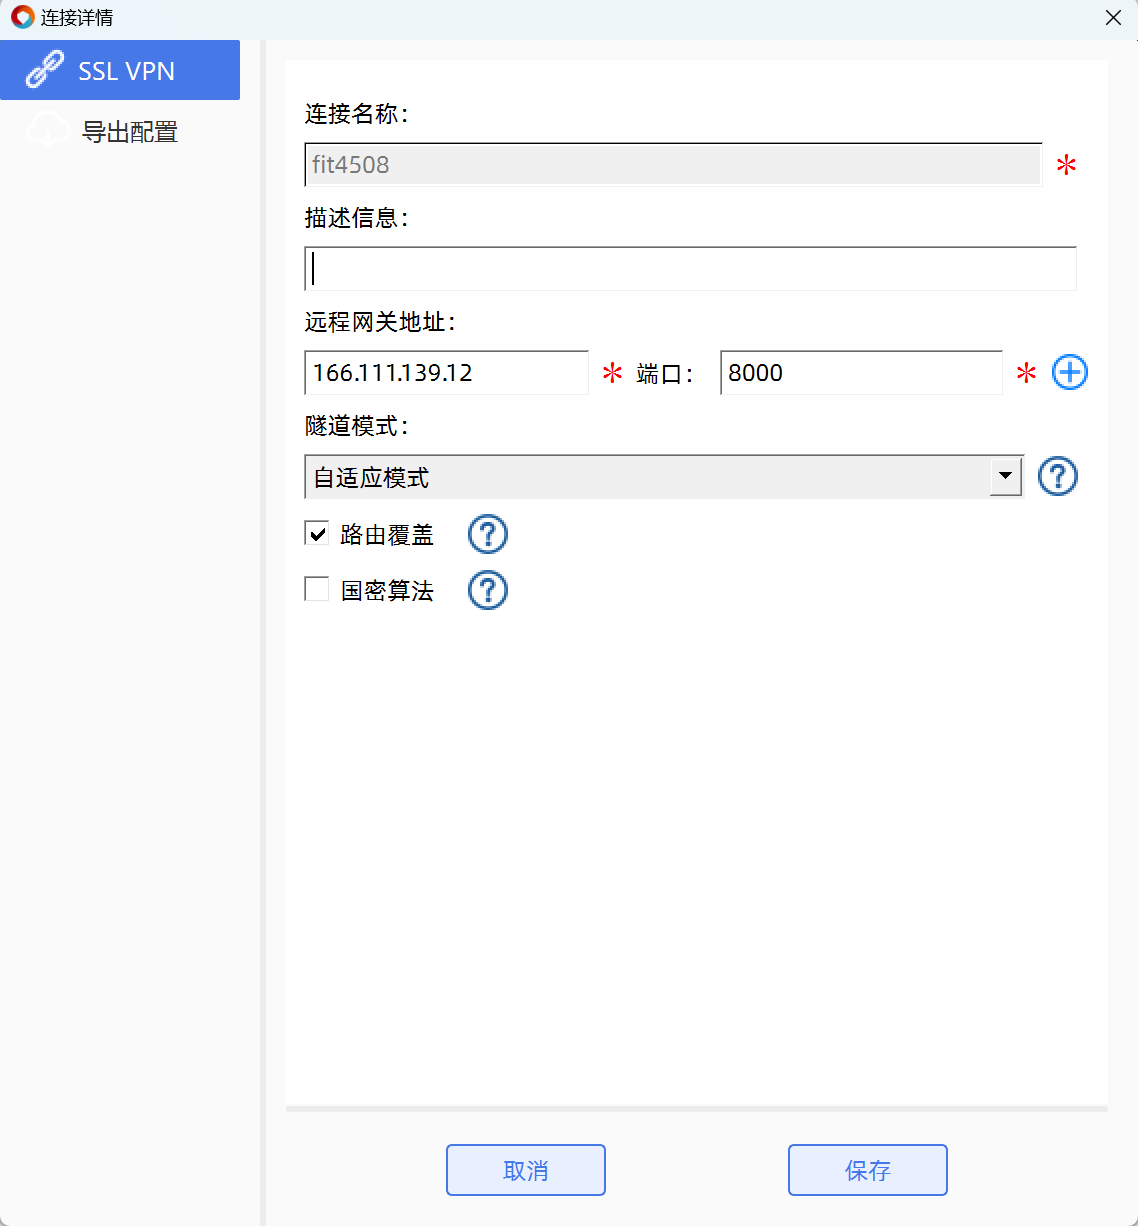 连接详情
SSL VPN
导出配置
连接名称：
fit4508 *
描述信息：
远程网关地址：
166.111.139.12 * 端口： 8000 *
隧道模式：
自适应模式
路由覆盖
国密算法
取消 保存